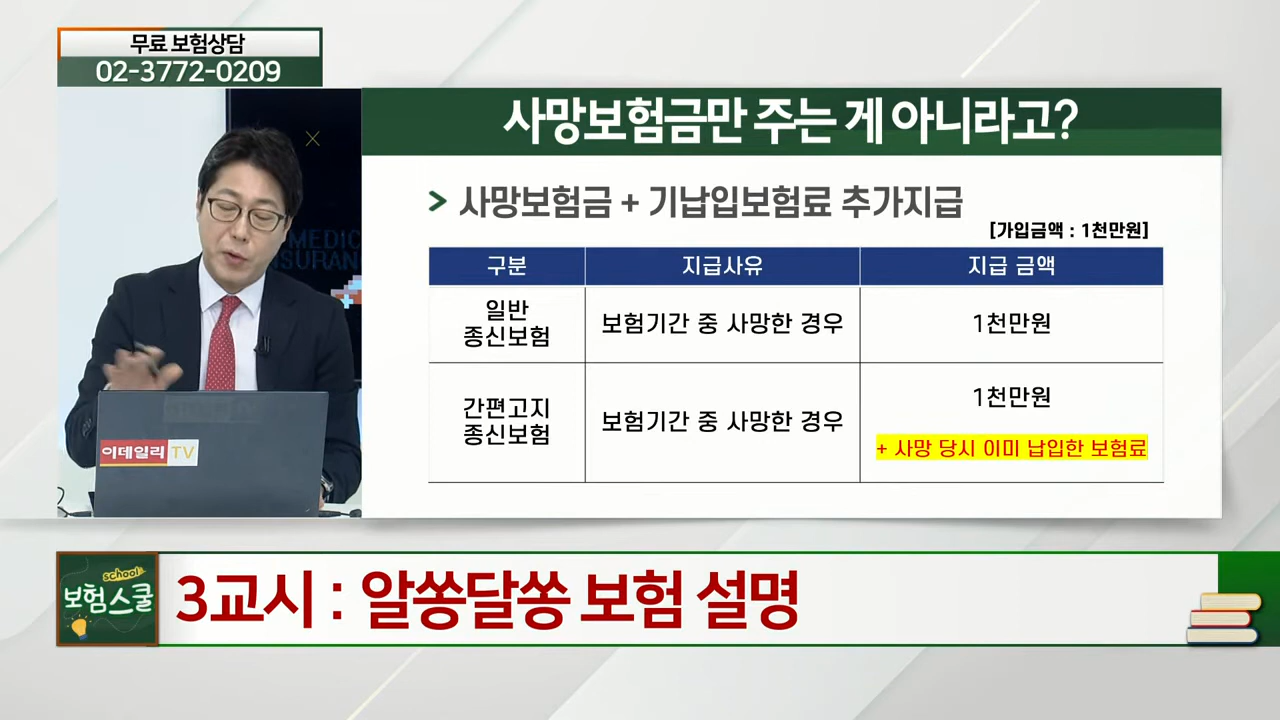 무료 보험상담
02-3772-0209
사망보험금만 주는 게 아니라고?
사망보험금 + 기납입보험료 추가지급
[가입금액 : 1천만원]
구분 지급사유 지급 금액
일반
종신보험
보험기간 중 사망한 경우
1천만원
간편고지
종신보험
보험기간 중 사망한 경우
1천만원
+ 사망 당시 이미 납입한 보험료
MEDIC
NSURAN
이데일리 TV
school
보험스쿨
3교시 : 알쏭달쏭 보험 설명